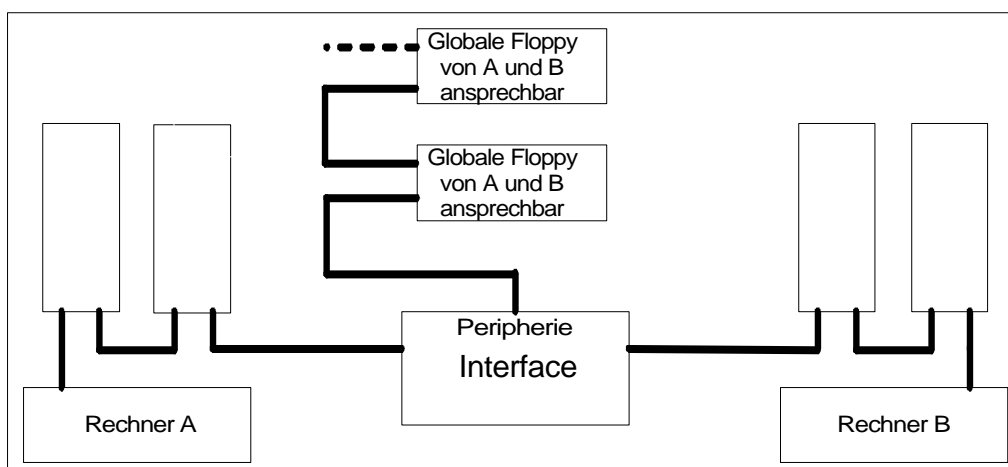 Globale Floppy
von A und B
ansprechbar
Globale Floppy
von A und B
ansprechbar
Peripherie
Interface
Rechner A
Rechner B